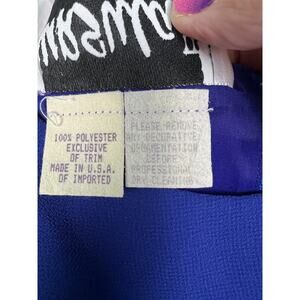 100% POLYESTER
EXCLUSIVE
OF TRIM
MADE IN U.S.A.
OF IMPORTED
PLEASE REMOVE
ANY DECORATIVE
ORNAMENTATION
BEFORE
PROFESSIONAL
DRY CLEANING